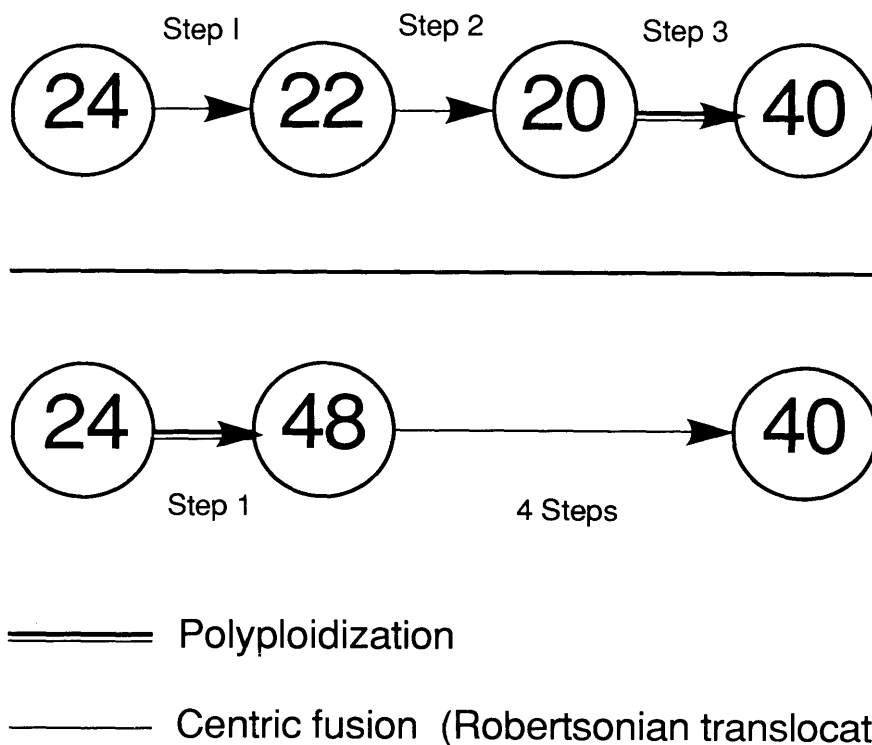 Step I Step 2 Step 3
24 22 20 40
24 48 40
Step 1 4 Steps
Polyploidization
Centric fusion (Robertsonian translocat